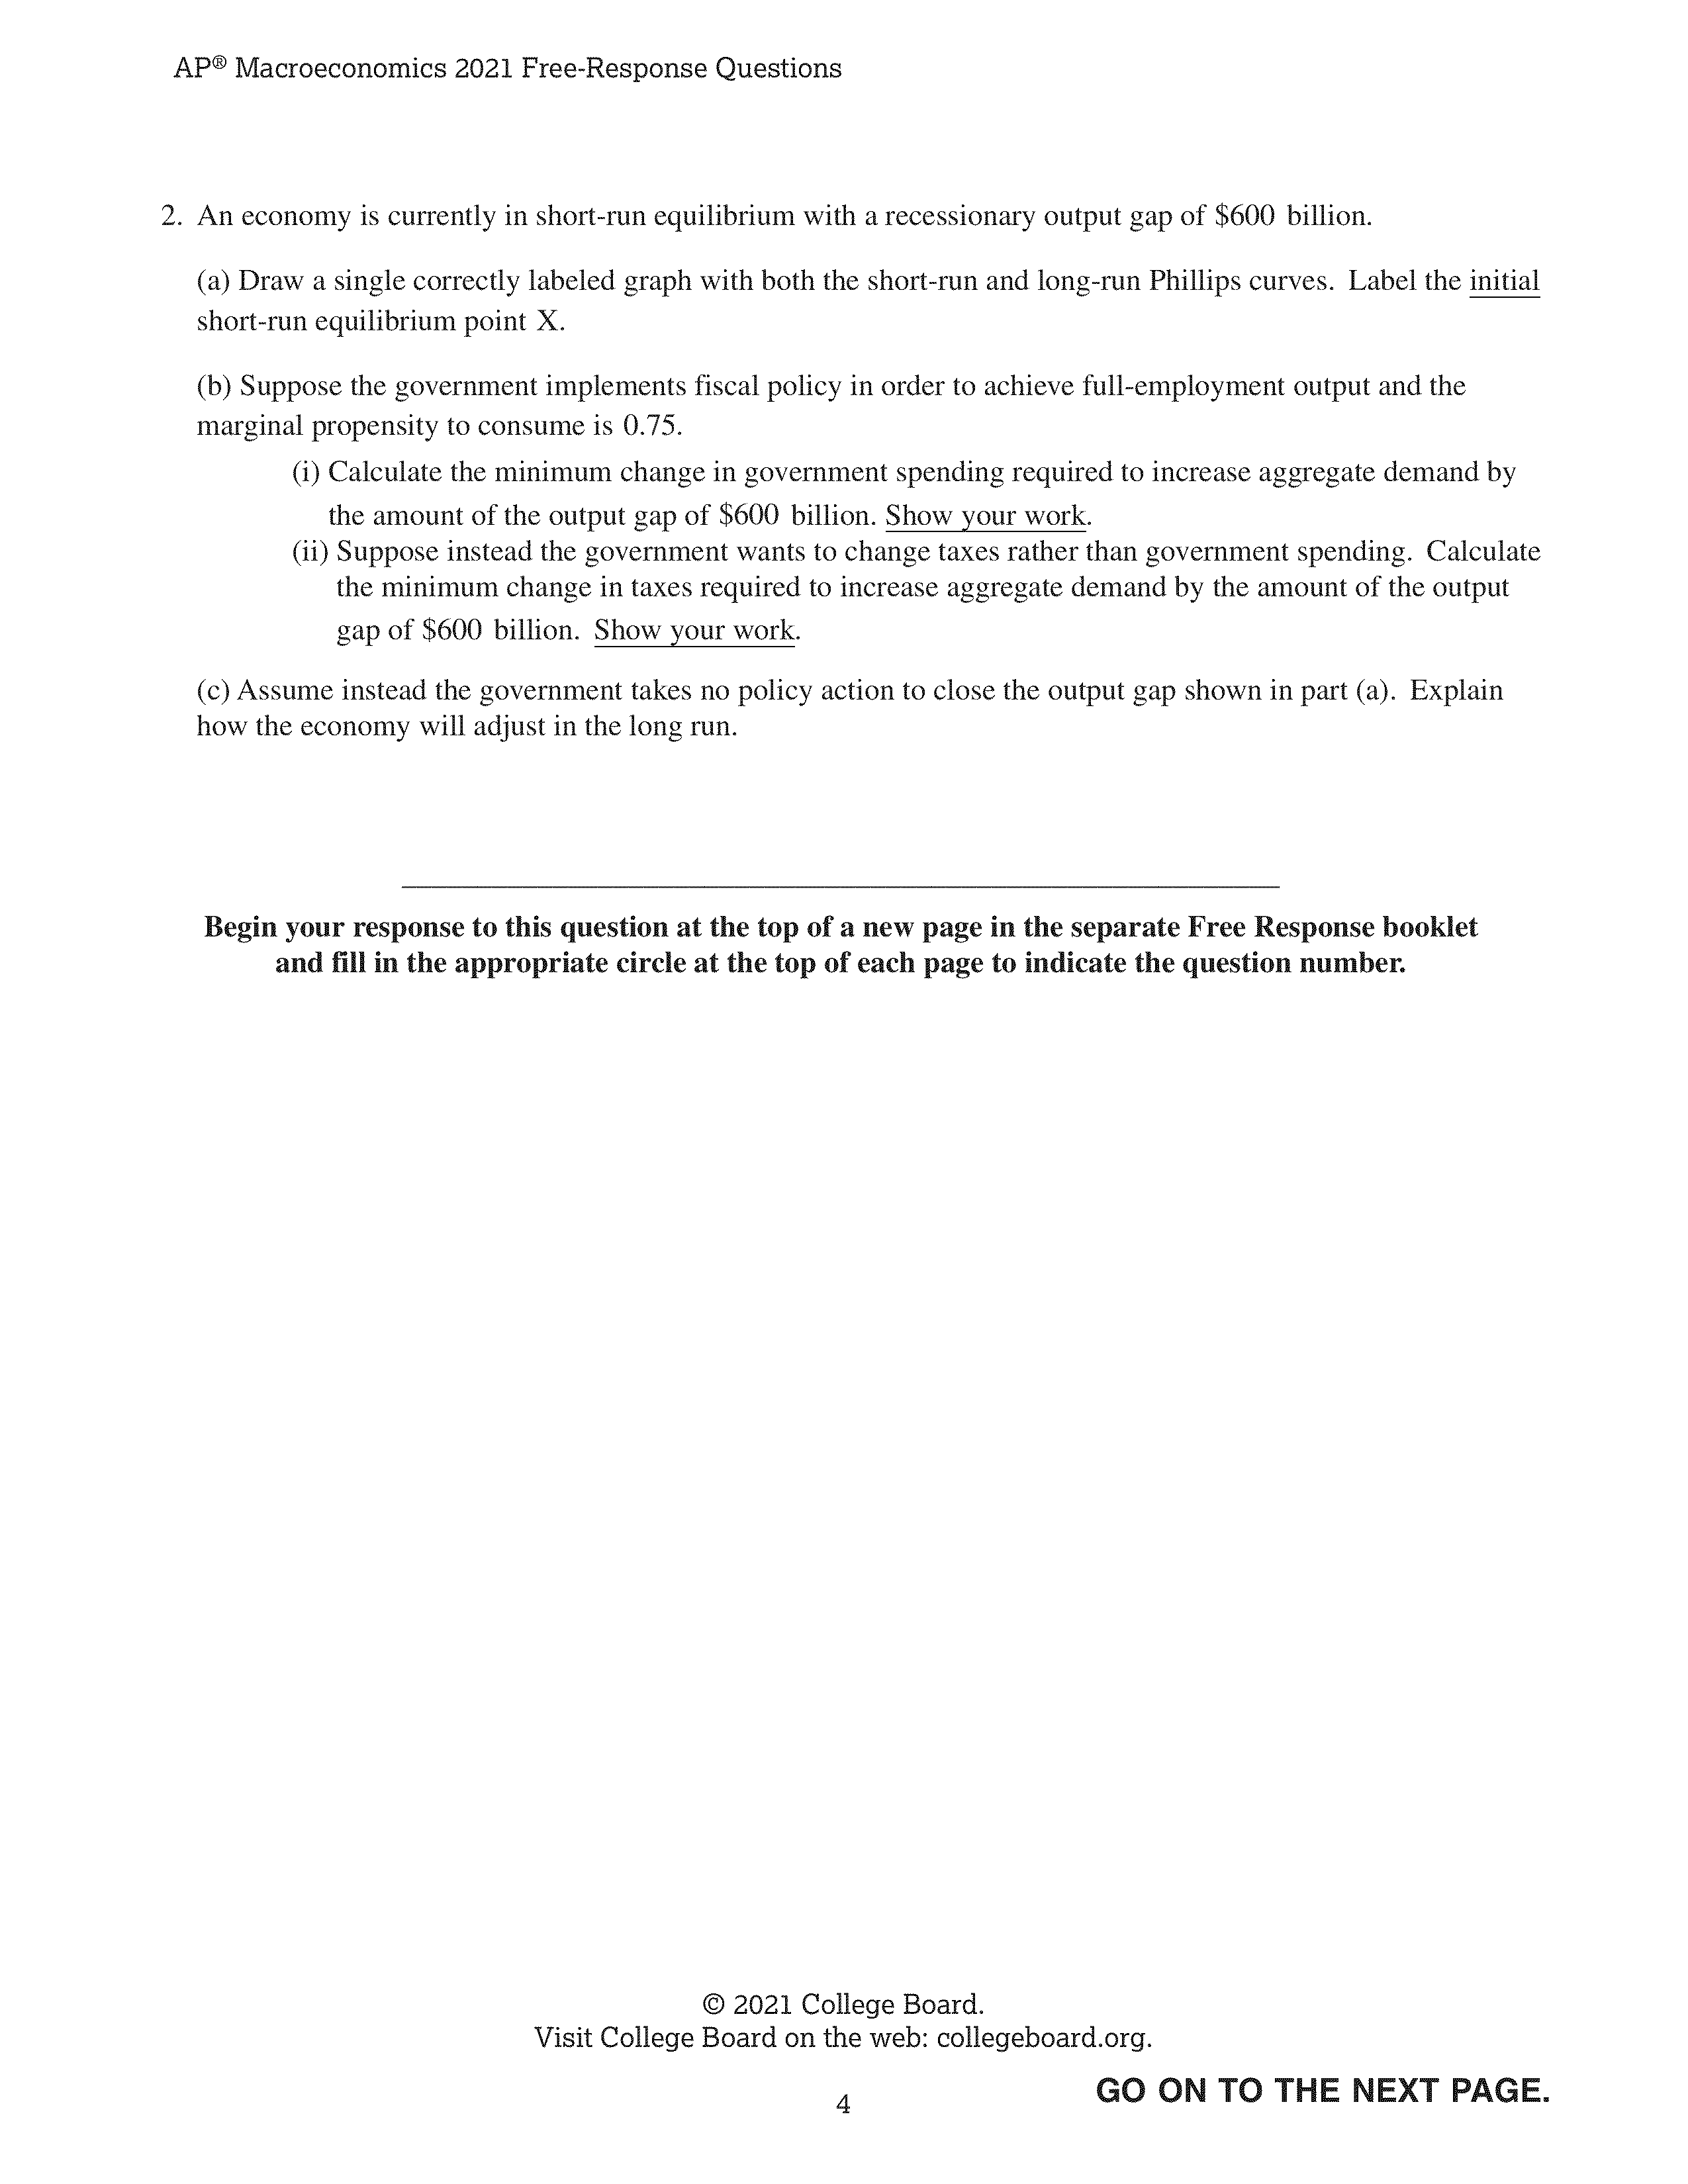 AP® Macroeconomics 2021 Free-Response Questions
2. An economy is currently in short-run equilibrium with a recessionary output gap of $600 billion.
(a) Draw a single correctly labeled graph with both the short-run and long-run Phillips curves. Label the initial
short-run equilibrium point X.
(b) Suppose the government implements fiscal policy in order to achieve full-employment output and the
marginal propensity to consume is 0.75.
(i) Calculate the minimum change in government spending required to increase aggregate demand by
the amount of the output gap of $600 billion. Show your work.
(ii) Suppose instead the government wants to change taxes rather than government spending. Calculate
the minimum change in taxes required to increase aggregate demand by the amount of the output
gap of $600 billion. Show your work.
(c) Assume instead the government takes no policy action to close the output gap shown in part (a). Explain
how the economy will adjust in the long run.
Begin your response to this question at the top of a new page in the separate Free Response booklet
and fill in the appropriate circle at the top of each page to indicate the question number.
© 2021 College Board.
Visit College Board on the web: collegeboard.org.
GO ON TO THE NEXT PAGE.
4